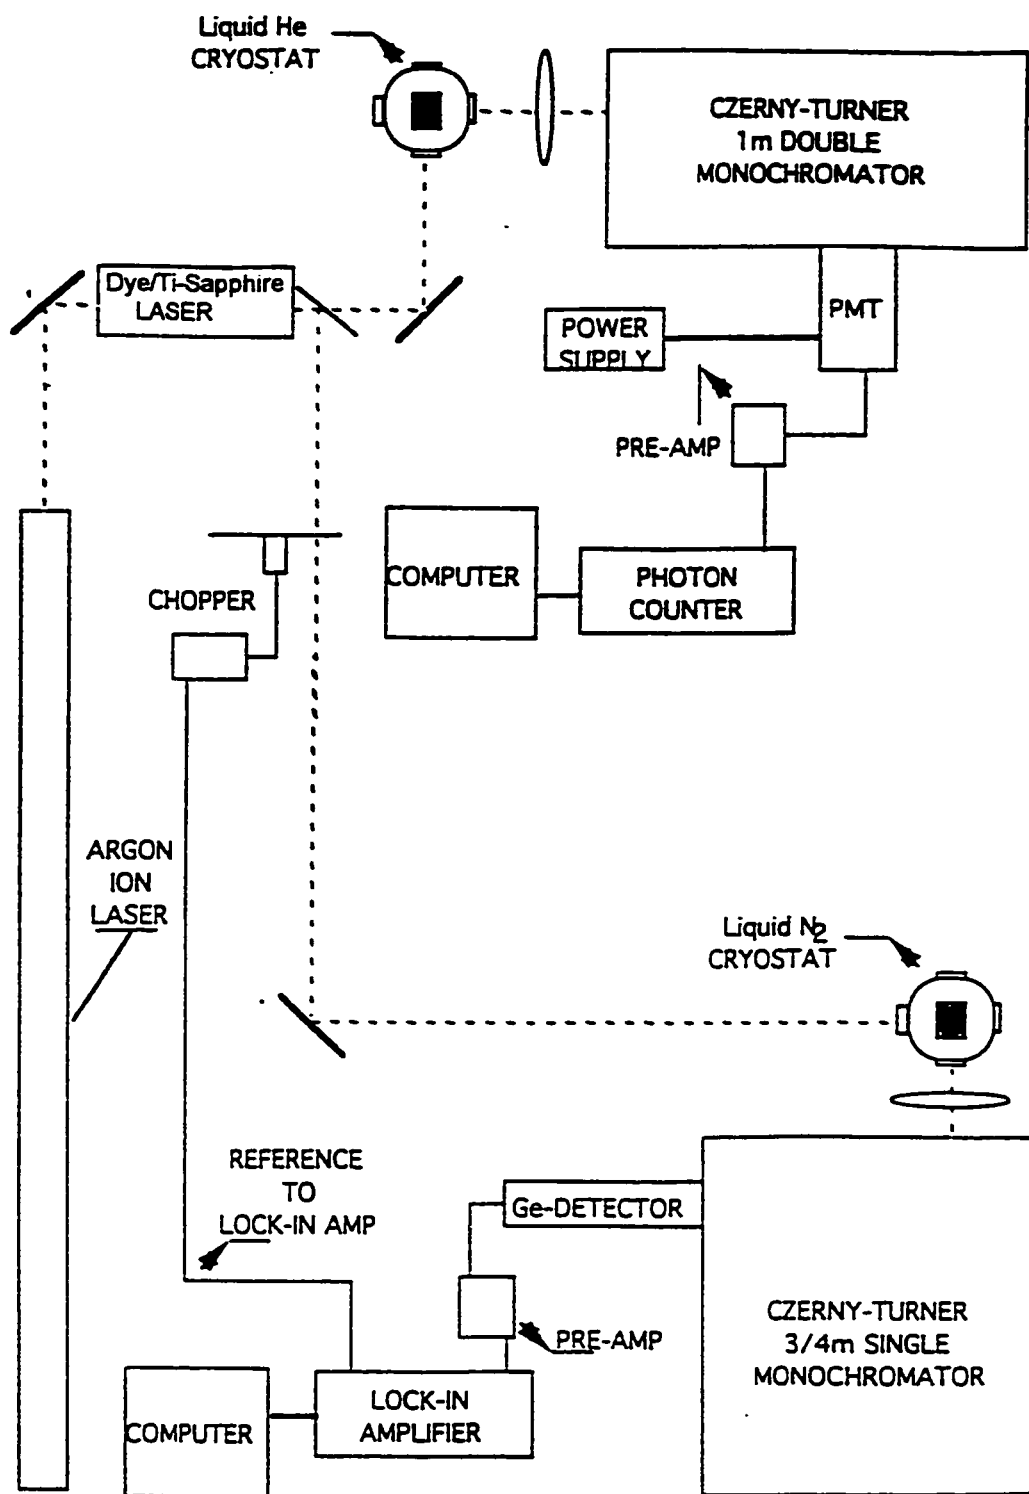 Liquid He
CRYOSTAT
CZERNY-TURNER
1m DOUBLE
MONOCHROMATOR
Dye/Ti-Sapphire
LASER
PMT
POWER
SUPPLY
PRE-AMP
COMPUTER
PHOTON
COUNTER
CHOPPER
ARGON
ION
LASER
Liquid N2
CRYOSTAT
REFERENCE
TO
LOCK-IN AMP
Ge-DETECTOR
PRE-AMP
CZERNY-TURNER
3/4m SINGLE
MONOCHROMATOR
LOCK-IN
AMPLIFIER
COMPUTER